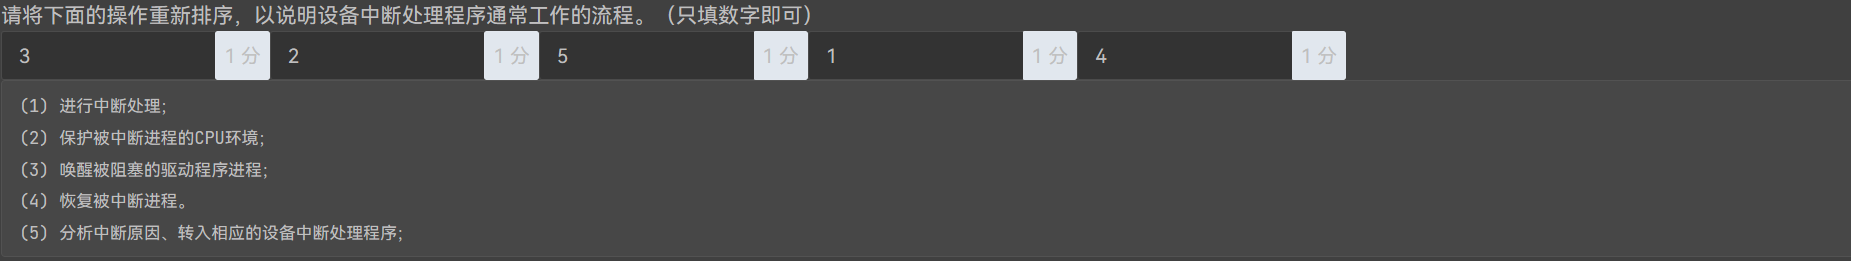 请将下面的操作重新排序，以说明设备中断处理程序通常工作的流程。（只填数字即可）
3 1 分 2 1 分 5 1 分 1 1 分 4 1 分
(1) 进行中断处理;
(2) 保护被中断进程的CPU环境;
(3) 唤醒被阻塞的驱动程序进程;
(4) 恢复被中断进程。
(5) 分析中断原因、转入相应的设备中断处理程序;